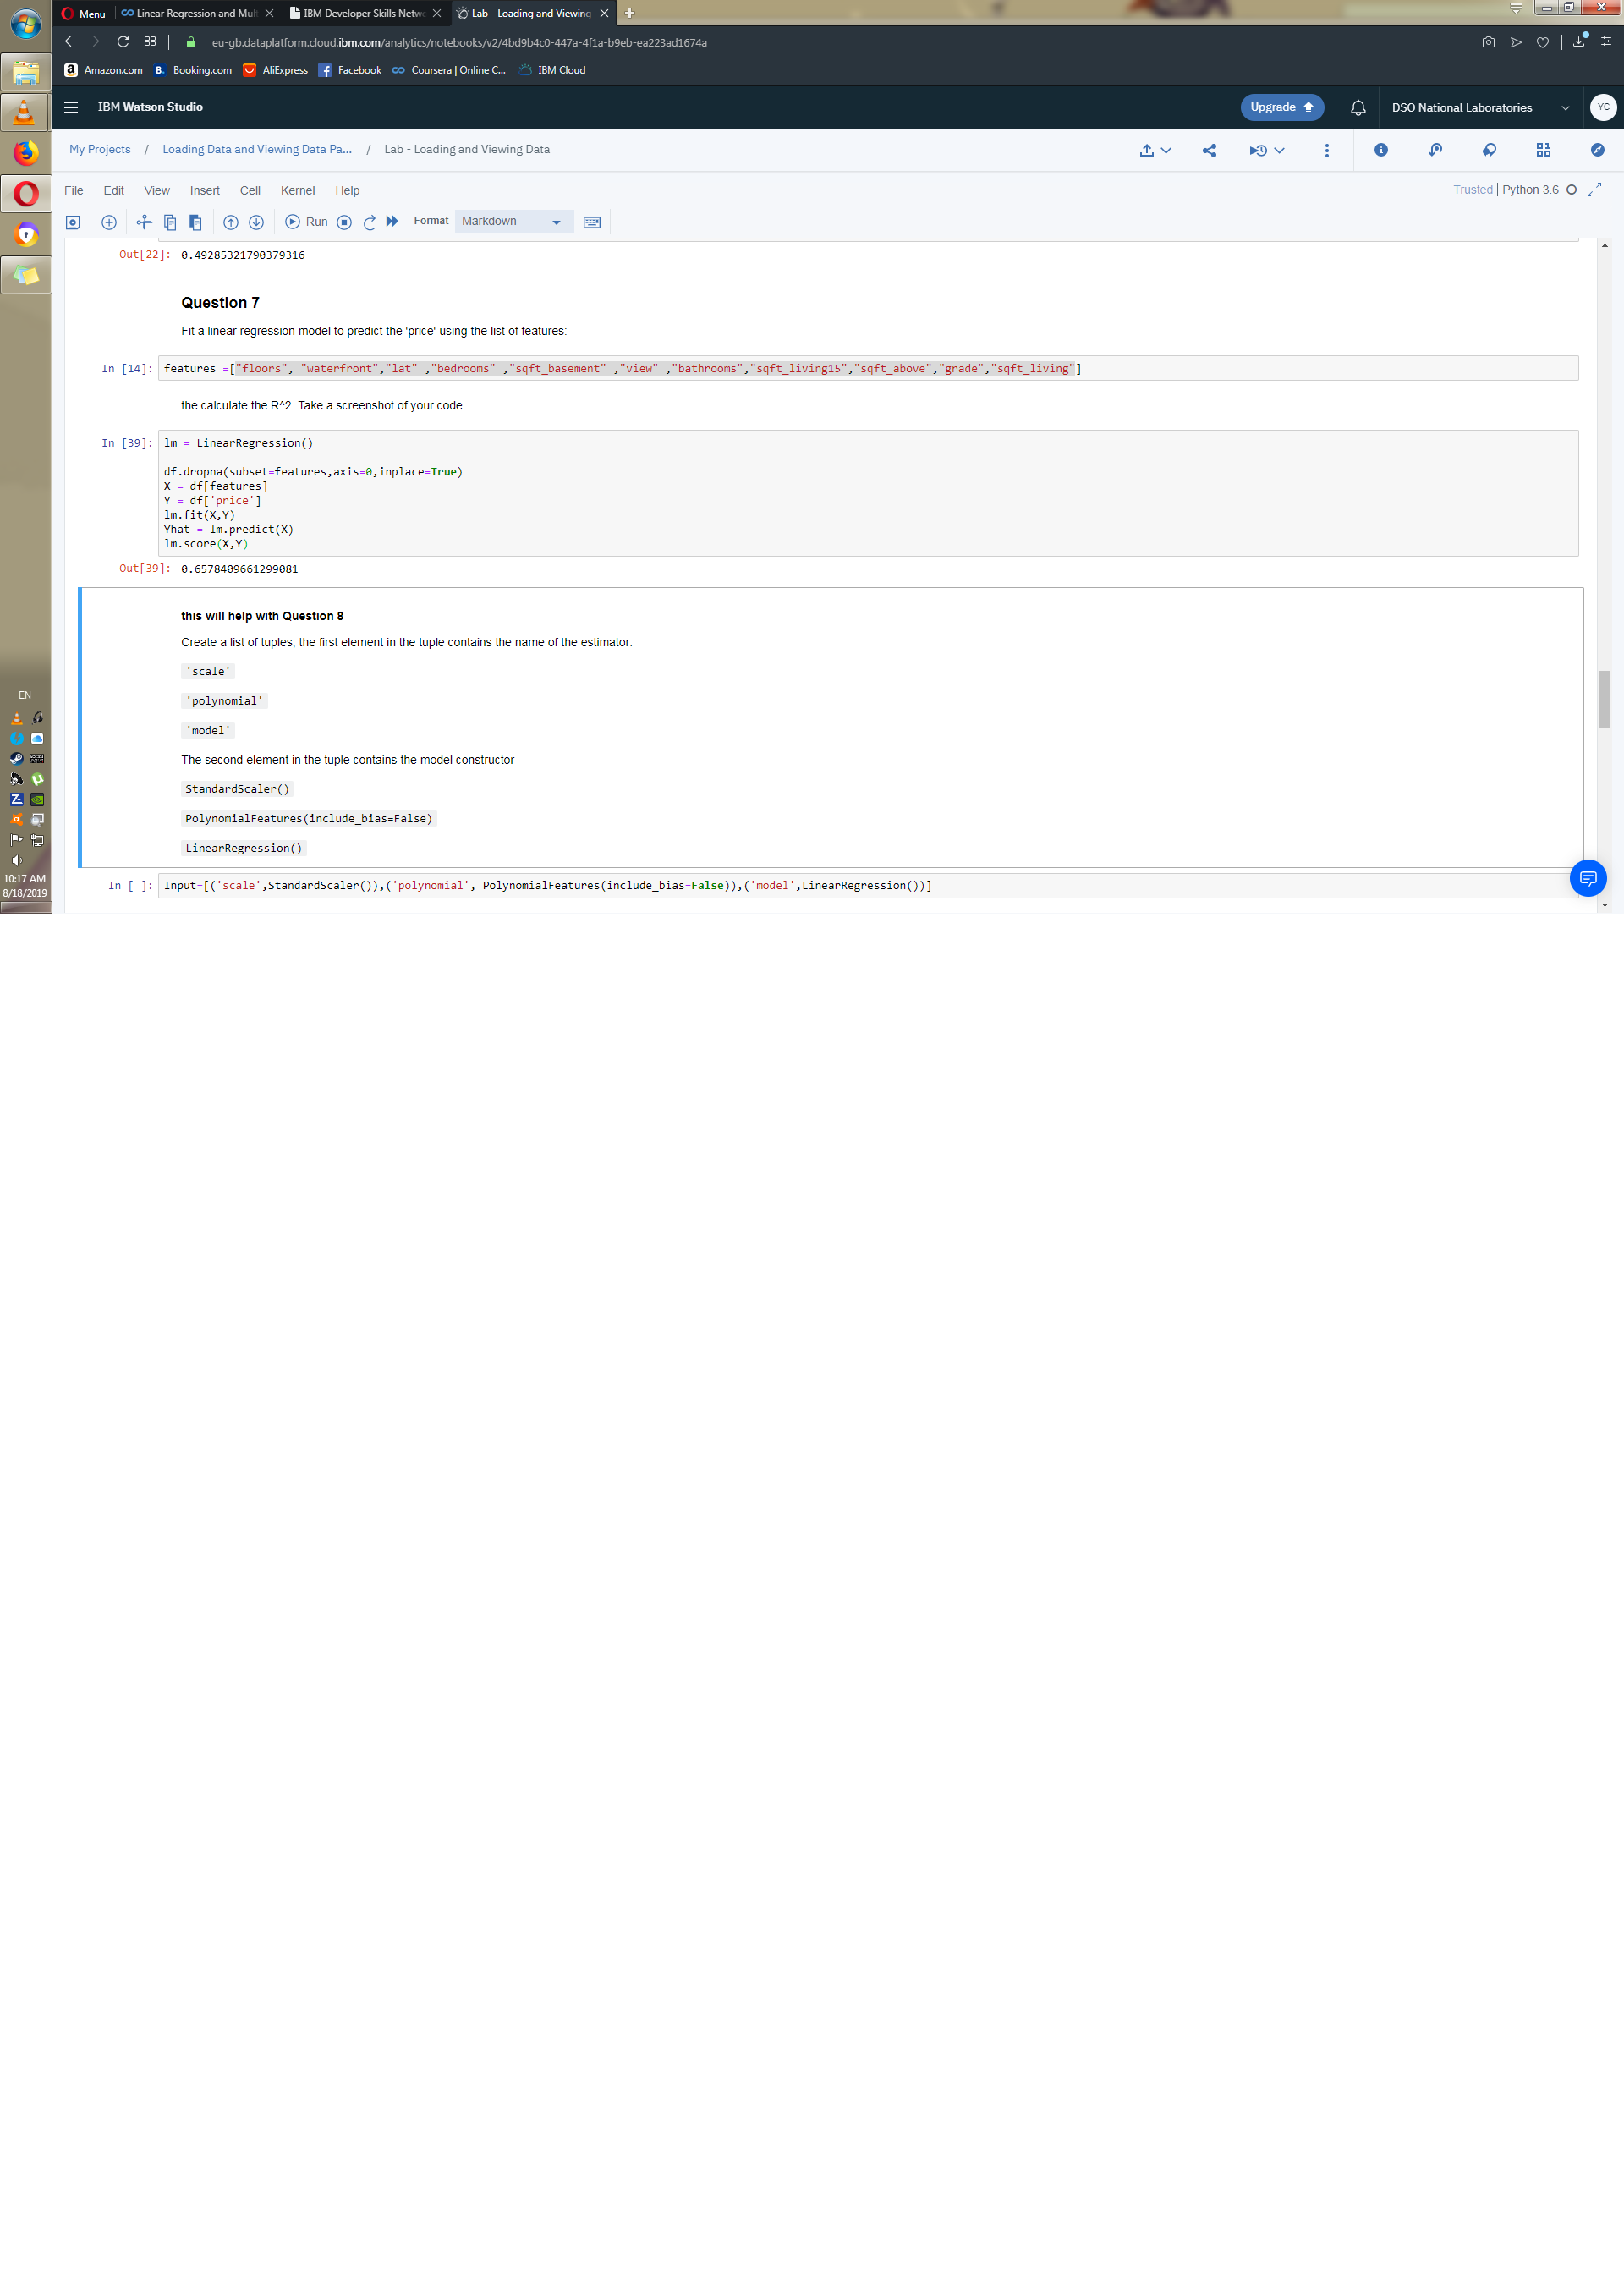 Menu
Linear Regression and Mul
IBM Developer Skills Netw
Lab - Loading and Viewing
eu-gb.dataplatform.cloud.ibm.com/analytics/notebooks/v2/4bd9b4c0-447a-4f1a-b9eb-ea223ad1674a
Amazon.com
Booking.com
AliExpress
Facebook
Coursera | Online C...
IBM Cloud
IBM Watson Studio
Upgrade
DSO National Laboratories
YC
My Projects / Loading Data and Viewing Data Pa... / Lab - Loading and Viewing Data
File Edit View Insert Cell Kernel Help
Trusted | Python 3.6
Run
Format
Markdown
Out[22]: 0.49285321790379316
Question 7
Fit a linear regression model to predict the 'price' using the list of features:
In [14]: features =["floors", "waterfront","lat" ,"bedrooms" ,"sqft_basement" ,"view" ,"bathrooms","sqft_living15","sqft_above","grade","sqft_living"]
the calculate the R^2. Take a screenshot of your code
In [39]: lm = LinearRegression()
df.dropna(subset=features,axis=0,inplace=True)
X = df[features]
Y = df['price']
lm.fit(X,Y)
Yhat = lm.predict(X)
lm.score(X,Y)
Out[39]: 0.6578409661299081
this will help with Question 8
Create a list of tuples, the first element in the tuple contains the name of the estimator:
'scale'
'polynomial'
'model'
The second element in the tuple contains the model constructor
StandardScaler()
PolynomialFeatures(include_bias=False)
LinearRegression()
In [ ]: Input=[('scale',StandardScaler()),('polynomial', PolynomialFeatures(include_bias=False)),('model',LinearRegression())]
EN
10:17 AM
8/18/2019